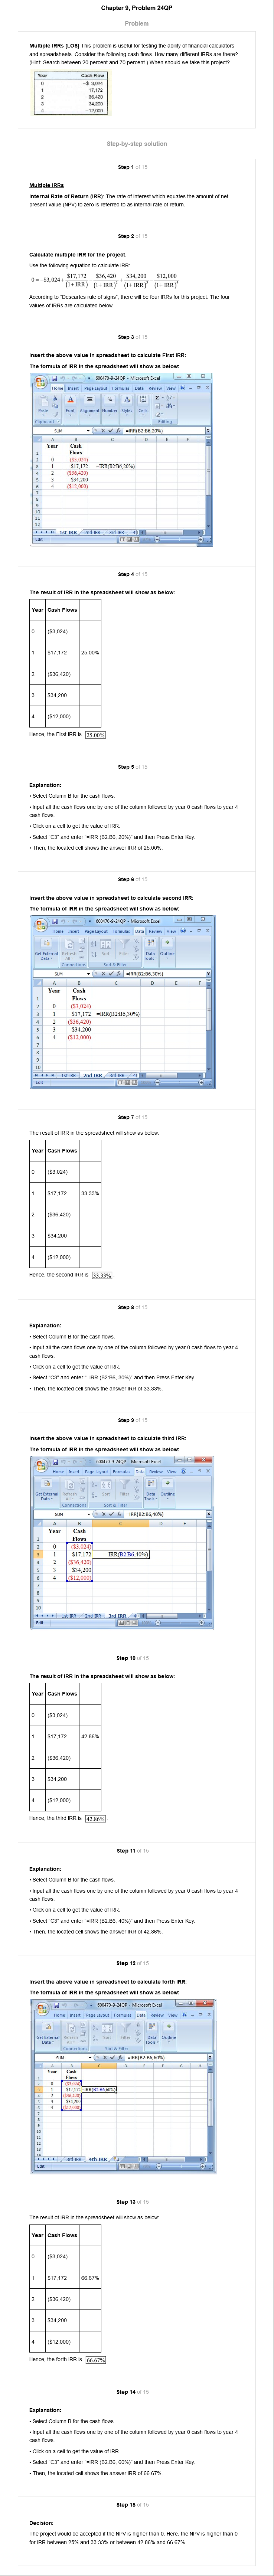 Chapter 9, Problem 24QP
Problem
Multiple IRRs [LO5] This problem is useful for testing the ability of financial calculators
and spreadsheets. Consider the following cash flows. How many different IRRs are there?
(Hint: Search between 20 percent and 70 percent.) When should we take this project?
Year Cash Flow
0 −$ 3,024
1 17,172
2 −36,420
3 34,200
4 −12,000
Step-by-step solution
Step 1 of 15
Multiple IRRs
Internal Rate of Return (IRR): The rate of interest which equates the amount of net
present value (NPV) to zero is referred to as internal rate of return.
Step 2 of 15
Calculate multiple IRR for the project.
Use the following equation to calculate IRR:
0 = −$3,024 + $17,172 / (1 + IRR) − $36,420 / (1 + IRR)² + $34,200 / (1 + IRR)³ − $12,000 / (1 + IRR)⁴
According to "Descartes rule of signs", there will be four IRRs for this project. The four
values of IRRs are calculated below
Step 3 of 15
Insert the above value in spreadsheet to calculate First IRR:
The formula of IRR in the spreadsheet will show as below:
600470-9-24QP - Microsoft Excel
Home Insert Page Layout Formulas Data Review View
Paste Font Alignment Number Styles Cells
Clipboard Editing
SUM =IRR(B2:B6,20%)
A B C D E F
1 Year Cash Flows
2 0 ($3,024)
3 1 $17,172 =IRR(B2:B6,20%)
4 2 ($36,420)
5 3 $34,200
6 4 ($12,000)
7
8
9
10
11
12
1st IRR 2nd IRR 3rd IRR
Edit
Step 4 of 15
The result of IRR in the spreadsheet will show as below:
Year Cash Flows
0 ($3,024)
1 $17,172 25.00%
2 ($36,420)
3 $34,200
4 ($12,000)
Hence, the First IRR is 25.00%
Step 5 of 15
Explanation:
• Select Column B for the cash flows.
• Input all the cash flows one by one of the column followed by year 0 cash flows to year 4
cash flows.
• Click on a cell to get the value of IRR.
• Select "C3" and enter "=IRR (B2:B6, 20%)" and then Press Enter Key.
• Then, the located cell shows the answer IRR of 25.00%.
Step 6 of 15
Insert the above value in spreadsheet to calculate second IRR:
The formula of IRR in the spreadsheet will show as below:
600470-9-24QP - Microsoft Excel
Home Insert Page Layout Formulas Data Review View
Get External Data Refresh All Sort Filter Data Tools Outline
Connections Sort & Filter
SUM =IRR(B2:B6,30%)
A B C D E F
1 Year Cash Flows
2 0 ($3,024)
3 1 $17,172 =IRR(B2:B6,30%)
4 2 ($36,420)
5 3 $34,200
6 4 ($12,000)
7
8
9
10
1st IRR 2nd IRR 3rd IRR
Edit
Step 7 of 15
The result of IRR in the spreadsheet will show as below:
Year Cash Flows
0 ($3,024)
1 $17,172 33.33%
2 ($36,420)
3 $34,200
4 ($12,000)
Hence, the second IRR is 33.33%
Step 8 of 15
Explanation:
• Select Column B for the cash flows.
• Input all the cash flows one by one of the column followed by year 0 cash flows to year 4
cash flows.
• Click on a cell to get the value of IRR.
• Select "C3" and enter "=IRR (B2:B6, 30%)" and then Press Enter Key.
• Then, the located cell shows the answer IRR of 33.33%.
Step 9 of 15
Insert the above value in spreadsheet to calculate third IRR:
The formula of IRR in the spreadsheet will show as below:
600470-9-24QP - Microsoft Excel
Home Insert Page Layout Formulas Data Review View
Get External Data Refresh All Sort Filter Data Tools Outline
Connections Sort & Filter
SUM =IRR(B2:B6,40%)
A B C D E
1 Year Cash Flows
2 0 ($3,024)
3 1 $17,172 =IRR(B2:B6,40%)
4 2 ($36,420)
5 3 $34,200
6 4 ($12,000)
7
8
9
10
1st IRR 2nd IRR 3rd IRR
Edit
Step 10 of 15
The result of IRR in the spreadsheet will show as below:
Year Cash Flows
0 ($3,024)
1 $17,172 42.86%
2 ($36,420)
3 $34,200
4 ($12,000)
Hence, the third IRR is 42.86%
Step 11 of 15
Explanation:
• Select Column B for the cash flows.
• Input all the cash flows one by one of the column followed by year 0 cash flows to year 4
cash flows.
• Click on a cell to get the value of IRR.
• Select "C3" and enter "=IRR (B2:B6, 40%)" and then Press Enter Key.
• Then, the located cell shows the answer IRR of 42.86%.
Step 12 of 15
Insert the above value in spreadsheet to calculate forth IRR:
The formula of IRR in the spreadsheet will show as below:
600470-9-24QP - Microsoft Excel
Home Insert Page Layout Formulas Data Review View
Get External Data Refresh All Sort Filter Data Tools Outline
Connections Sort & Filter
SUM =IRR(B2:B6,60%)
Year Cash Flows
0 ($3,024)
1 $17,172 =IRR(B2:B6,60%)
2 ($36,420)
3 $34,200
4 ($12,000)
3rd IRR 4th IRR
Edit
Step 13 of 15
The result of IRR in the spreadsheet will show as below:
Year Cash Flows
0 ($3,024)
1 $17,172 66.67%
2 ($36,420)
3 $34,200
4 ($12,000)
Hence, the forth IRR is 66.67%
Step 14 of 15
Explanation:
• Select Column B for the cash flows.
• Input all the cash flows one by one of the column followed by year 0 cash flows to year 4
cash flows.
• Click on a cell to get the value of IRR.
• Select "C3" and enter "=IRR (B2:B6, 60%)" and then Press Enter Key.
• Then, the located cell shows the answer IRR of 66.67%.
Step 15 of 15
Decision:
The project would be accepted if the NPV is higher than 0. Here, the NPV is higher than 0
for IRR between 25% and 33.33% or between 42.86% and 66.67%.